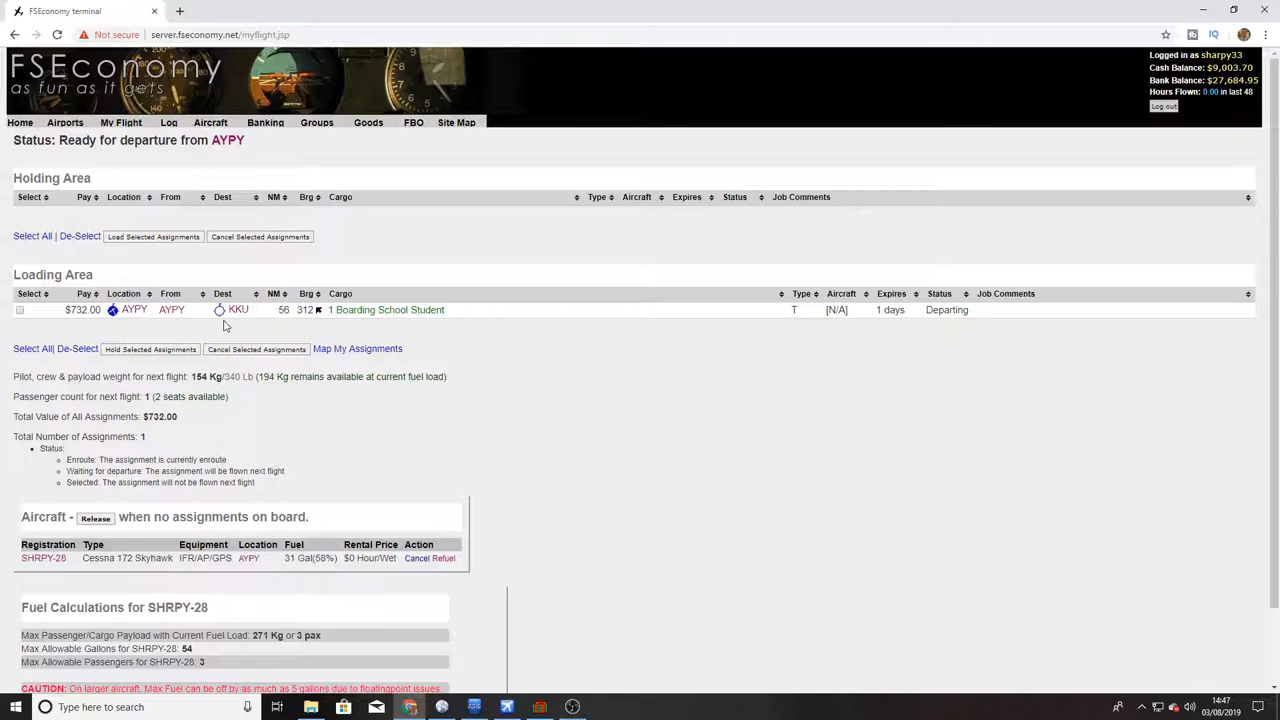 FSEconomy terminal
Not secure | server.fseconomy.net/myflight.jsp
FSEconomy
as fun as it gets
Logged in as sharpy33
Cash Balance: $9,003.70
Bank Balance: $27,684.95
Hours Flown: 0.00 in last 48
Log out
Home Airports My Flight Log Aircraft Banking Groups Goods FBO Site Map
Status: Ready for departure from AYPY
Holding Area
Select Pay Location From Dest NM Brg Cargo Type Aircraft Expires Status Job Comments
Select All | De-Select Load Selected Assignments Cancel Selected Assignments
Loading Area
Select Pay Location From Dest NM Brg Cargo Type Aircraft Expires Status Job Comments
$732.00 AYPY AYPY KKU 56 312 1 Boarding School Student T [N/A] 1 days Departing
Select All| De-Select Hold Selected Assignments Cancel Selected Assignments Map My Assignments
Pilot, crew & payload weight for next flight: 154 Kg/340 Lb (194 Kg remains available at current fuel load)
Passenger count for next flight: 1 (2 seats available)
Total Value of All Assignments: $732.00
Total Number of Assignments: 1
Status:
Enroute: The assignment is currently enroute
Waiting for departure: The assignment will be flown next flight
Selected: The assignment will not be flown next flight
Aircraft - Release when no assignments on board.
Registration Type Equipment Location Fuel Rental Price Action
SHRPY-28 Cessna 172 Skyhawk IFR/AP/GPS AYPY 31 Gal(58%) $0 Hour/Wet Cancel Refuel
Fuel Calculations for SHRPY-28
Max Passenger/Cargo Payload with Current Fuel Load: 271 Kg or 3 pax
Max Allowable Gallons for SHRPY-28: 54
Max Allowable Passengers for SHRPY-28: 3
CAUTION: On larger aircraft, Max Fuel can be off by as much as 5 gallons due to floatingpoint issues.
Type here to search
14:47
03/08/2019